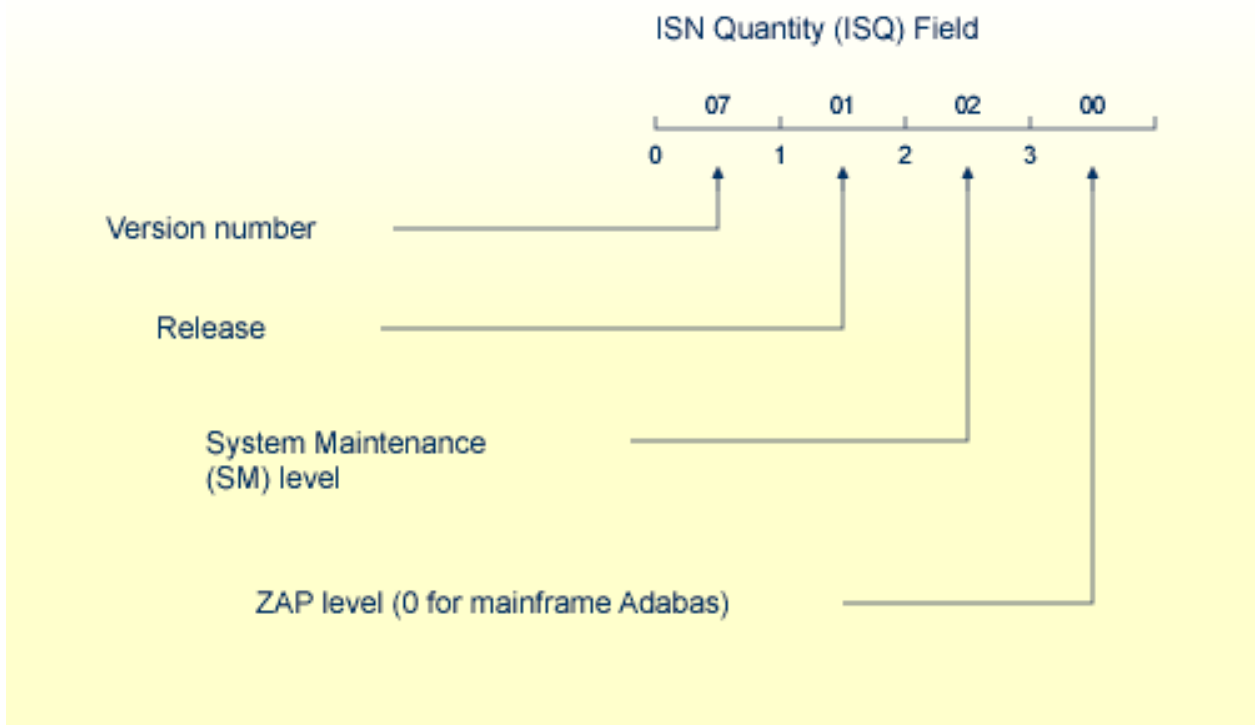 ISN Quantity (ISQ) Field
07 01 02 00
0 1 2 3
Version number
Release
System Maintenance
(SM) level
ZAP level (0 for mainframe Adabas)